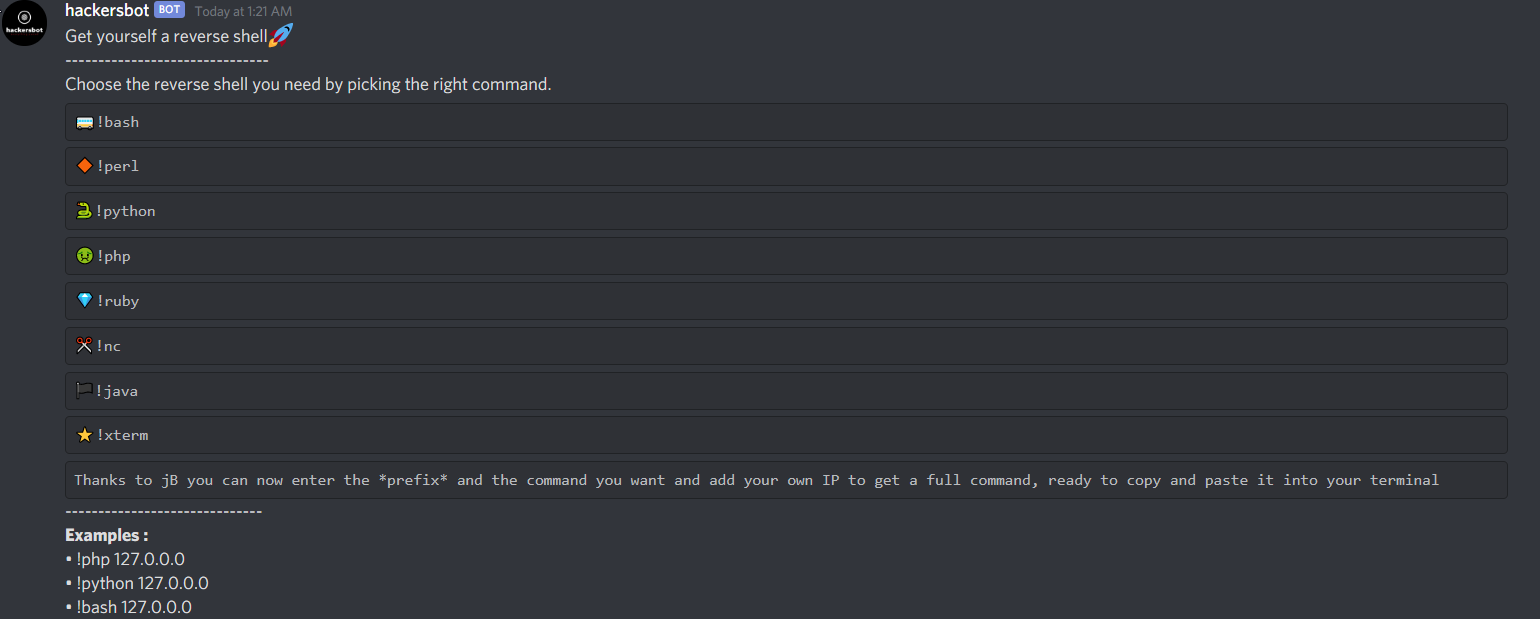 hackersbot BOT Today at 1:21 AM
hackersbot
Get yourself a reverse shell🚀
-------------------------------
Choose the reverse shell you need by picking the right command.
🚌!bash
🔶!perl
🐍!python
🤢!php
💎!ruby
✂!nc
🏴!java
⭐!xterm
Thanks to jB you can now enter the *prefix* and the command you want and add your own IP to get a full command, ready to copy and paste it into your terminal
------------------------------
Examples :
• !php 127.0.0.0
• !python 127.0.0.0
• !bash 127.0.0.0